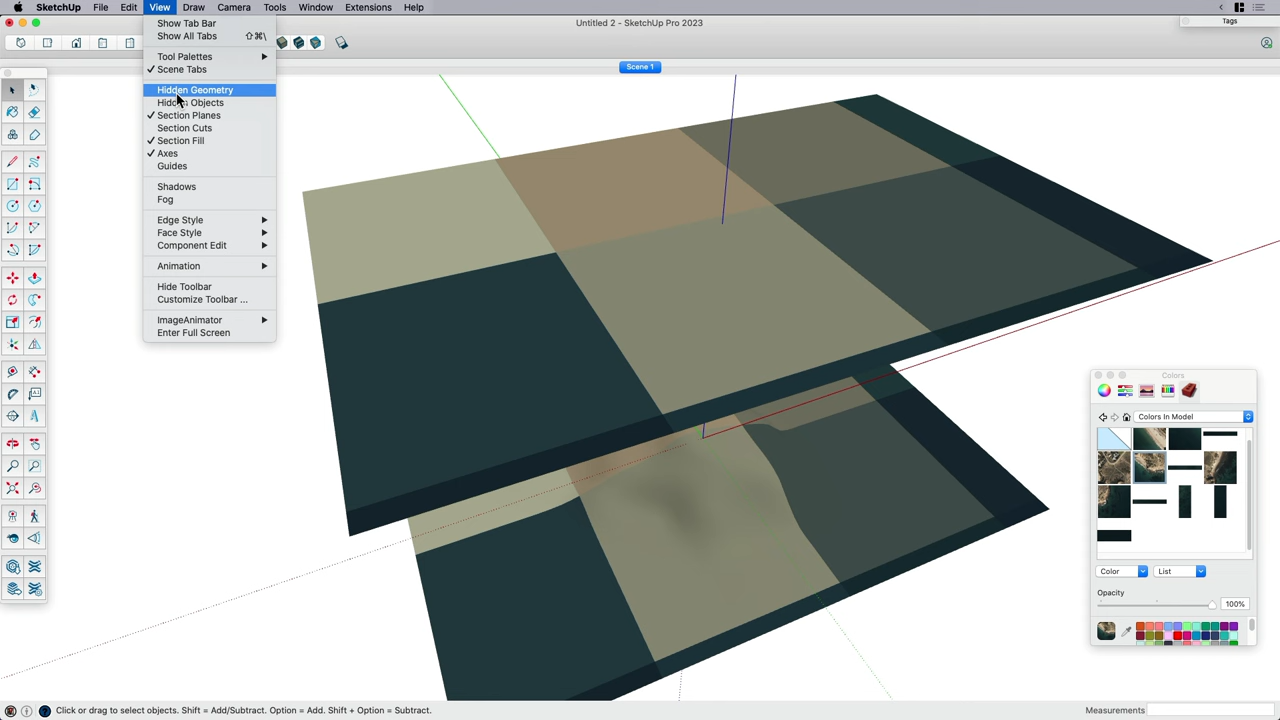 SketchUp File Edit View Draw Camera Tools Window Extensions Help
Untitled 2 - SketchUp Pro 2023
Tags
Show Tab Bar
Show All Tabs ⇧⌘\
Tool Palettes
✓ Scene Tabs
Scene 1
Hidden Geometry
Hidden Objects
✓ Section Planes
Section Cuts
✓ Section Fill
✓ Axes
Guides
Shadows
Fog
Edge Style
Face Style
Component Edit
Animation
Hide Toolbar
Customize Toolbar ...
ImageAnimator
Enter Full Screen
Colors
Colors In Model
Color List
Opacity
100%
Click or drag to select objects. Shift = Add/Subtract. Option = Add. Shift + Option = Subtract.
Measurements